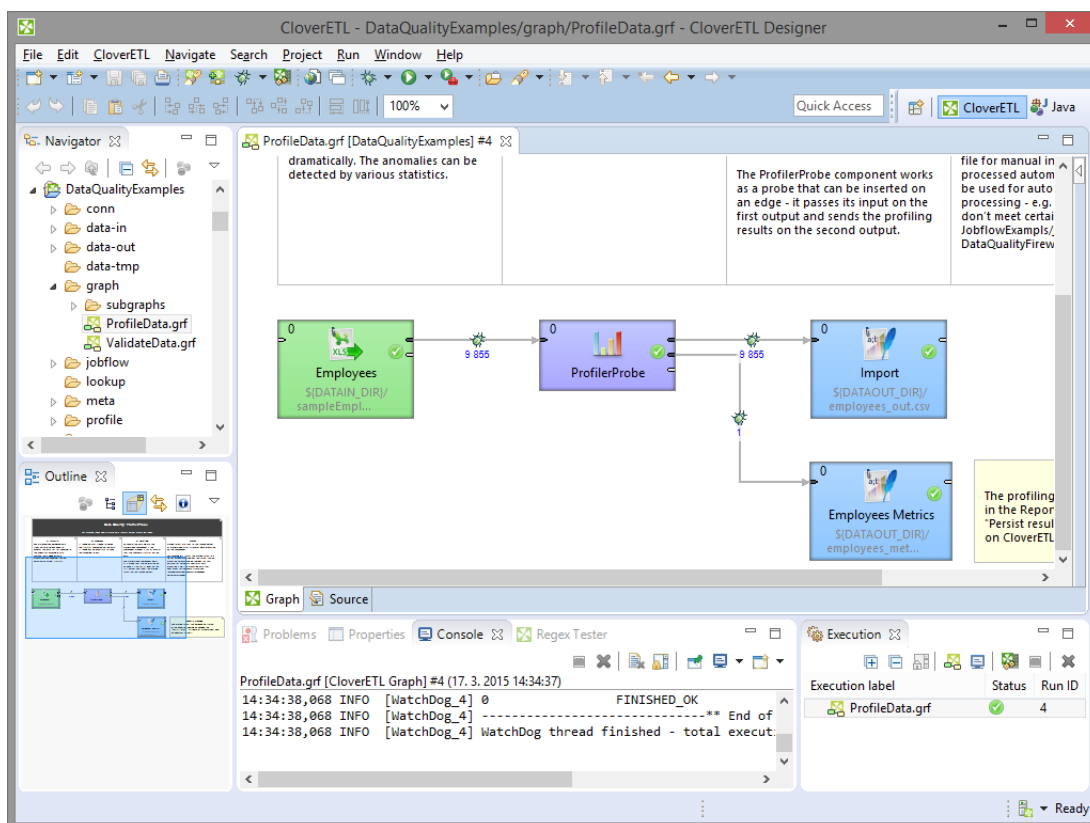 CloverETL - DataQualityExamples/graph/ProfileData.grf - CloverETL Designer
File Edit CloverETL Navigate Search Project Run Window Help
100%
Quick Access
CloverETL
Java
Navigator
DataQualityExamples
conn
data-in
data-out
data-tmp
graph
subgraphs
ProfileData.grf
ValidateData.grf
jobflow
lookup
meta
profile
Outline
ProfileData.grf [DataQualityExamples] #4
dramatically. The anomalies can be
detected by various statistics.
The ProfilerProbe component works
as a probe that can be inserted on
an edge - it passes its input on the
first output and sends the profiling
results on the second output.
file for manual in
processed autom
be used for auto
processing - e.g.
don't meet certai
JobflowExampls/
DataQualityFirew
0
XLS
Employees
${DATAIN_DIR}/
sampleEmpl...
9 855
0
ProfilerProbe
9 855
0
a;b;
Import
${DATAOUT_DIR}/
employees_out.csv
1
0
a;b;
Employees Metrics
${DATAOUT_DIR}/
employees_met...
The profiling
in the Repor
"Persist resul
on CloverETL
Graph Source
Problems Properties Console Regex Tester
ProfileData.grf [CloverETL Graph] #4 (17. 3. 2015 14:34:37)
14:34:38,068 INFO [WatchDog_4] 0 FINISHED_OK
14:34:38,068 INFO [WatchDog_4] ------------------------------** End of
14:34:38,068 INFO [WatchDog_4] WatchDog thread finished - total execut
Execution
Execution label Status Run ID
ProfileData.grf 4
Ready